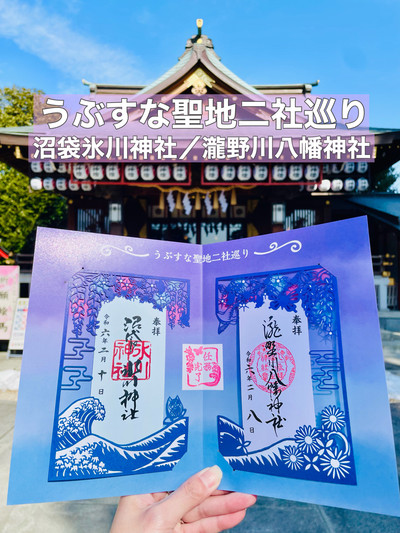 うぶすな聖地二社巡り
沼袋氷川神社／瀧野川八幡神社
うぶすな聖地二社巡り
奉拝
沼袋氷川神社
令和六年二月十日
奉拝
瀧野川八幡神社
令和六年二月八日